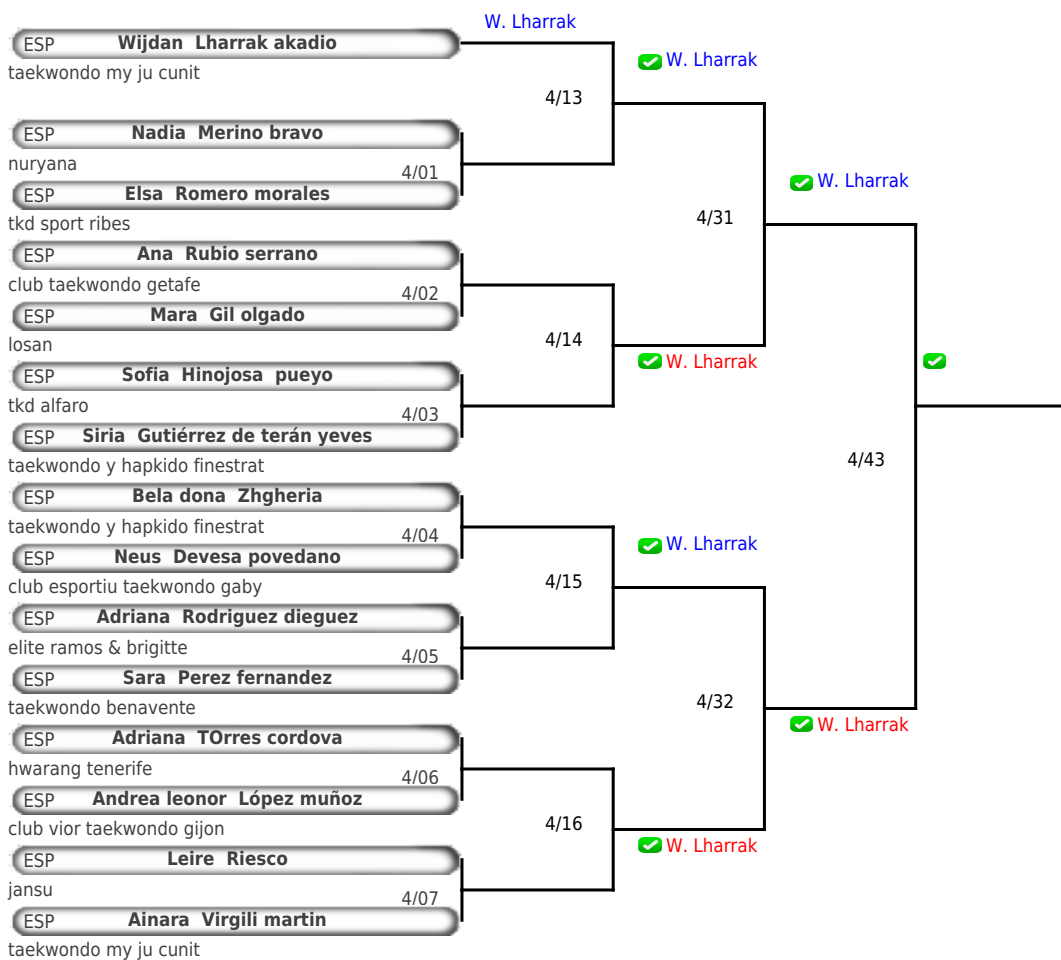 W. Lharrak
ESP Wijdan Lharrak akadio
taekwondo my ju cunit
W. Lharrak
4/13
ESP Nadia Merino bravo
nuryana
4/01
ESP Elsa Romero morales
tkd sport ribes
W. Lharrak
4/31
ESP Ana Rubio serrano
club taekwondo getafe
4/02
ESP Mara Gil olgado
losan
4/14
W. Lharrak
ESP Sofia Hinojosa pueyo
tkd alfaro
4/03
ESP Siria Gutiérrez de terán yeves
taekwondo y hapkido finestrat
4/43
ESP Bela dona Zhgheria
taekwondo y hapkido finestrat
4/04
W. Lharrak
ESP Neus Devesa povedano
club esportiu taekwondo gaby
4/15
ESP Adriana Rodriguez dieguez
elite ramos & brigitte
4/05
ESP Sara Perez fernandez
taekwondo benavente
4/32
W. Lharrak
ESP Adriana TOrres cordova
hwarang tenerife
4/06
ESP Andrea leonor López muñoz
club vior taekwondo gijon
4/16
W. Lharrak
ESP Leire Riesco
jansu
4/07
ESP Ainara Virgili martin
taekwondo my ju cunit